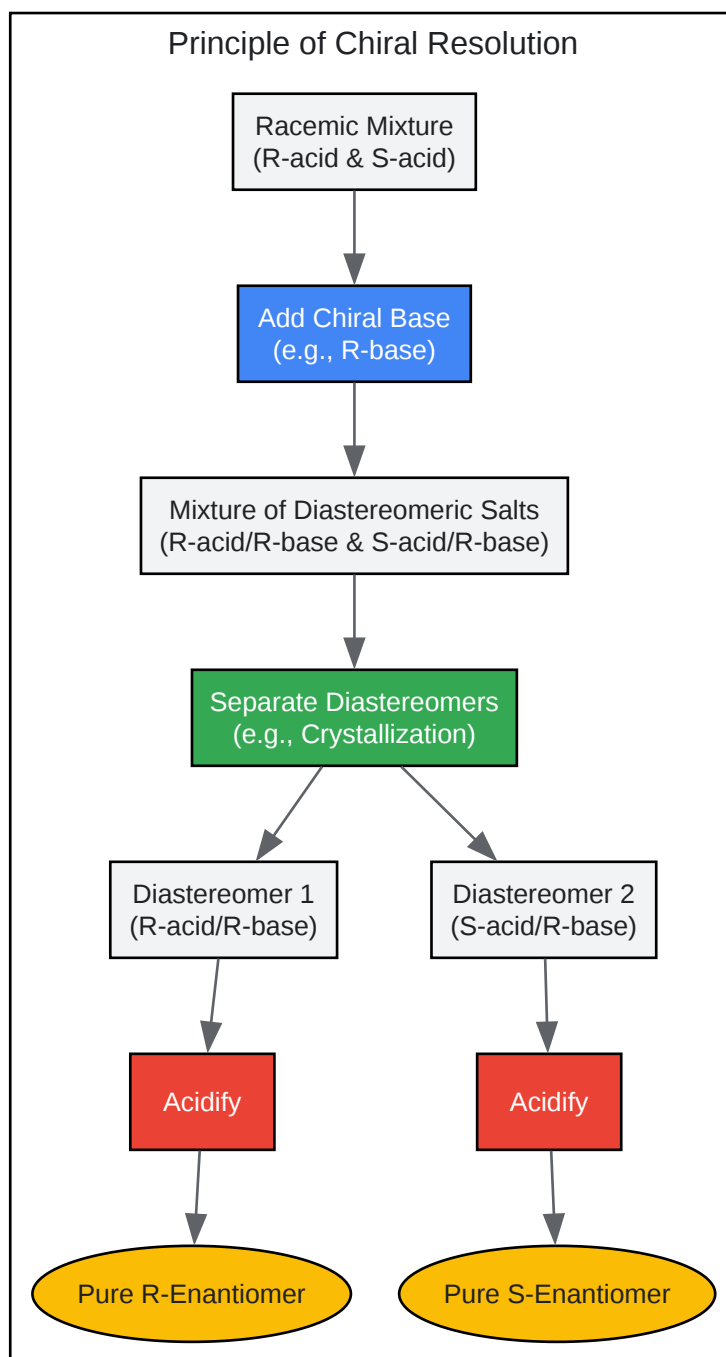 Principle of Chiral Resolution
Racemic Mixture
(R-acid & S-acid)
Add Chiral Base
(e.g., R-base)
Mixture of Diastereomeric Salts
(R-acid/R-base & S-acid/R-base)
Separate Diastereomers
(e.g., Crystallization)
Diastereomer 1
(R-acid/R-base)
Diastereomer 2
(S-acid/R-base)
Acidify
Acidify
Pure R-Enantiomer
Pure S-Enantiomer